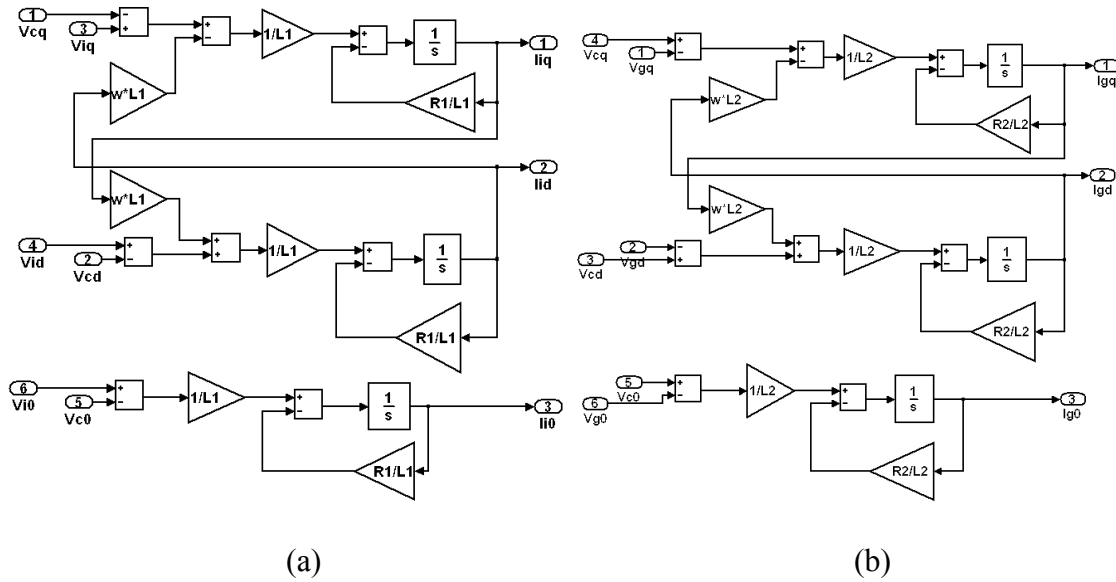 1
Vcq
3
Viq
1/L1
1
s
1
Iiq
R1/L1
w*L1
2
Iid
w*L1
4
Vid
2
Vcd
1/L1
1
s
R1/L1
6
Vi0
5
Vc0
1/L1
1
s
3
Ii0
R1/L1
(a)
4
Vcq
1
Vgq
1/L2
1
s
1
Igq
R2/L2
w*L2
2
Igd
w*L2
2
Vgd
3
Vcd
1/L2
1
s
R2/L2
5
Vc0
6
Vg0
1/L2
1
s
3
Ig0
R2/L2
(b)